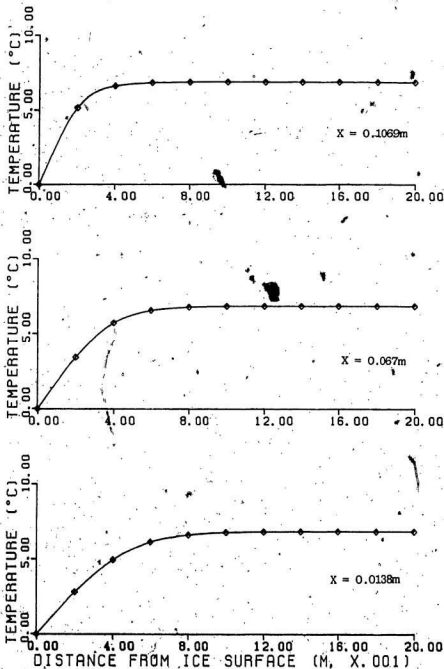 TEMPERATURE (°C)
10.00
5.00
0.00
X = 0.1069m
0.00 4.00 8.00 12.00 16.00 20.00
TEMPERATURE (°C)
10.00
5.00
0.00
X = 0.067m
0.00 4.00 8.00 12.00 16.00 20.00
TEMPERATURE (°C)
10.00
5.00
0.00
X = 0.0138m
0.00 4.00 8.00 12.00 16.00 20.00
DISTANCE FROM ICE SURFACE (M, X.001)